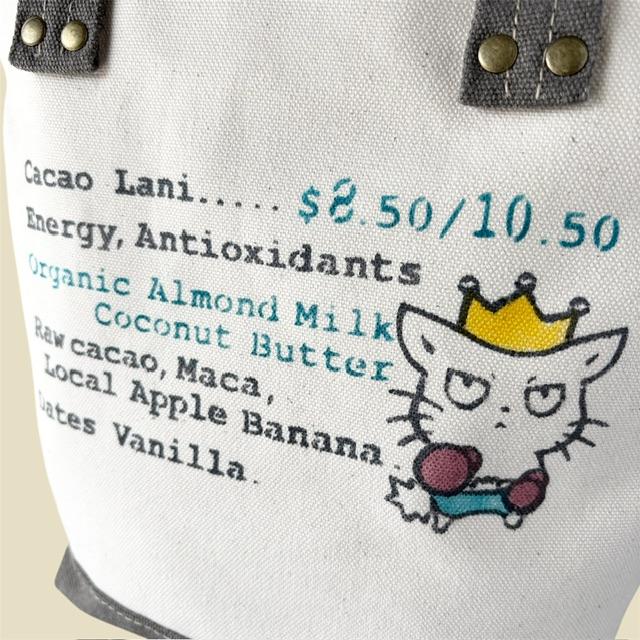 Cacao Lani..... $8.50/10.50
Energy, Antioxidants
Organic Almond Milk
Coconut Butter
Raw cacao, Maca,
Local Apple Banana.
Dates Vanilla.